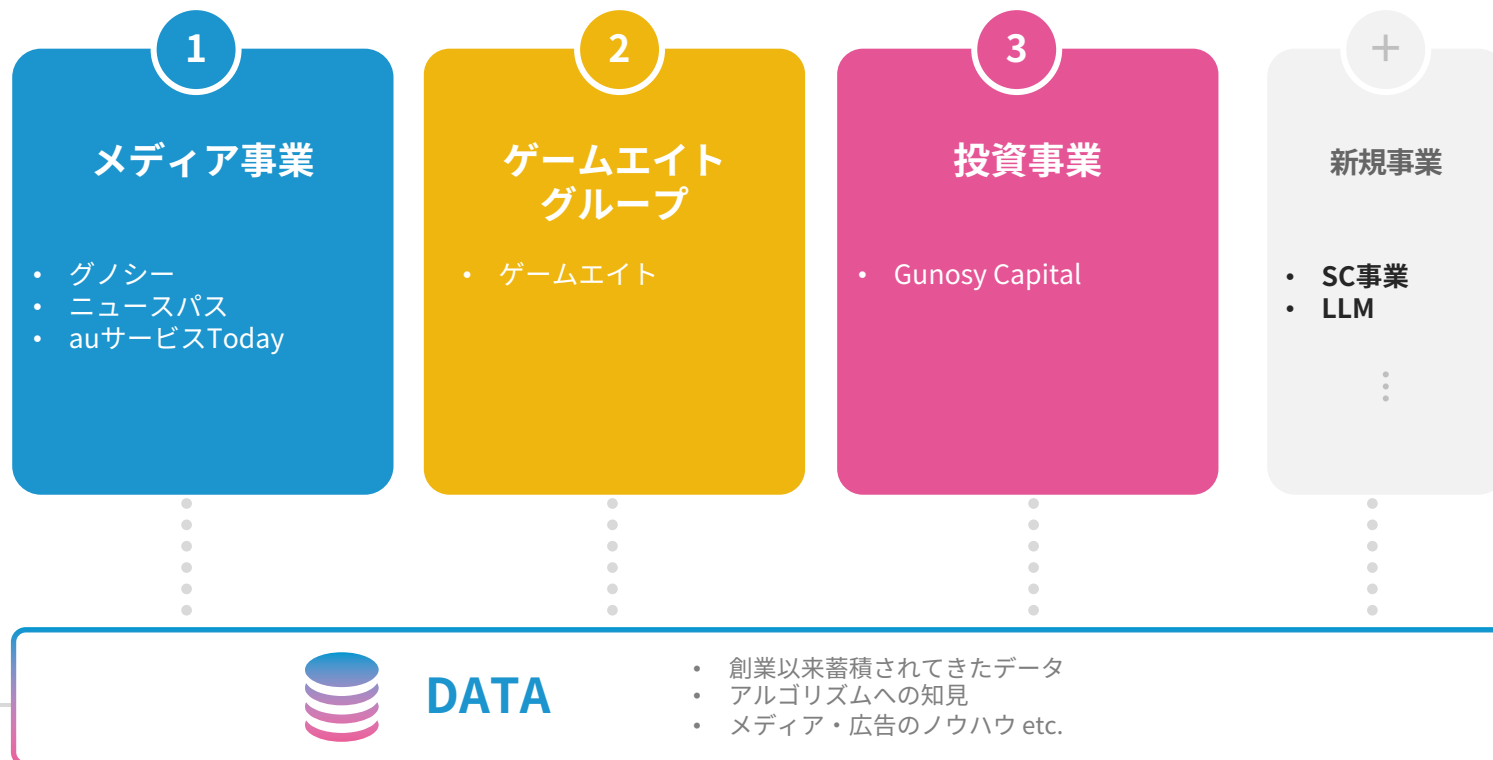 1
メディア事業
• グノシー
• ニュースパス
• auサービスToday
2
ゲームエイト
グループ
• ゲームエイト
3
投資事業
• Gunosy Capital
+
新規事業
• SC事業
• LLM
⋮
DATA
• 創業以来蓄積されてきたデータ
• アルゴリズムへの知見
• メディア・広告のノウハウ etc.